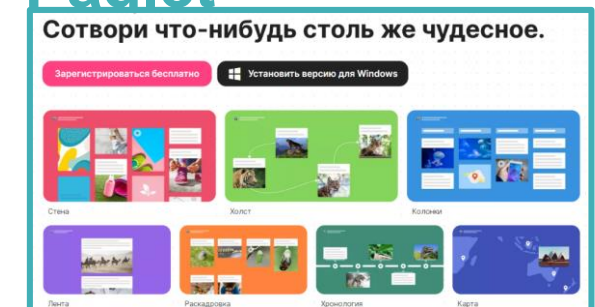 Padlet
Сотвори что-нибудь столь же чудесное.
Зарегистрироваться бесплатно
Установить версию для Windows
Стена
Холст
Колонки
Лента
Раскадровка
Хронология
Карта